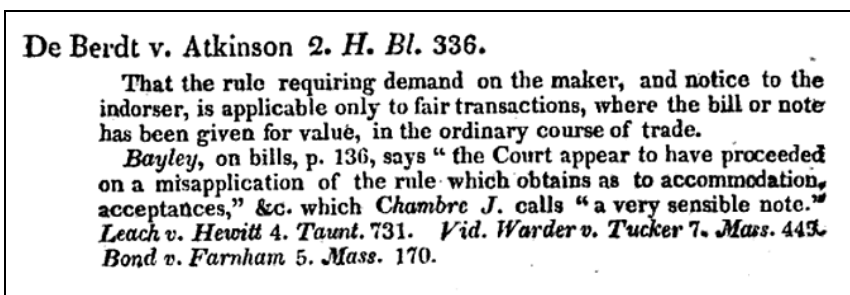 De Berdt v. Atkinson 2. H. Bl. 336.
That the rule requiring demand on the maker, and notice to the
indorser, is applicable only to fair transactions, where the bill or note
has been given for value, in the ordinary course of trade.
Bayley, on bills, p. 136, says “ the Court appear to have proceeded
on a misapplication of the rule which obtains as to accommodation,
acceptances,” &c. which Chambre J. calls “a very sensible note.”
Leach v. Hewitt 4. Taunt. 731. Vid. Warder v. Tucker 7. Mass.
Bond v. Farnham 5. Mass. 170.